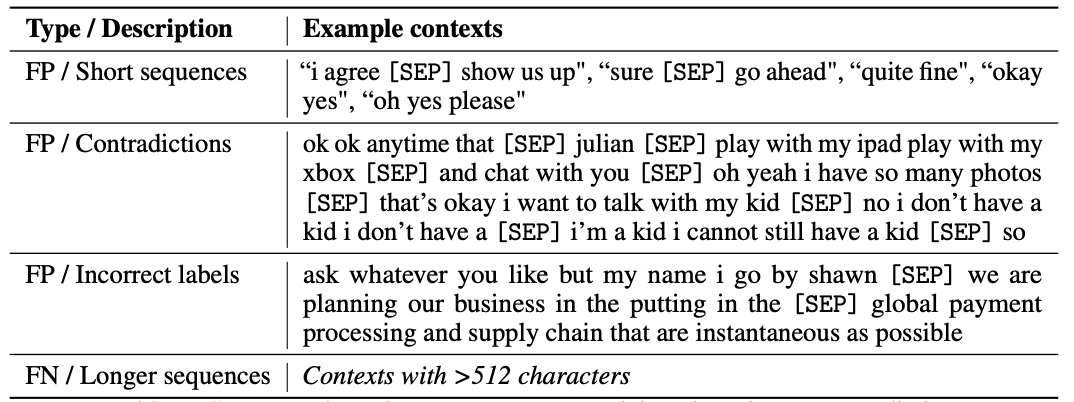 Type / Description Example contexts
FP / Short sequences “i agree [SEP] show us up", “sure [SEP] go ahead", “quite fine", “okay
yes", “oh yes please"
FP / Contradictions ok ok anytime that [SEP] julian [SEP] play with my ipad play with my
xbox [SEP] and chat with you [SEP] oh yeah i have so many photos
[SEP] that’s okay i want to talk with my kid [SEP] no i don’t have a
kid i don’t have a [SEP] i’m a kid i cannot still have a kid [SEP] so
FP / Incorrect labels ask whatever you like but my name i go by shawn [SEP] we are
planning our business in the putting in the [SEP] global payment
processing and supply chain that are instantaneous as possible
FN / Longer sequences Contexts with >512 characters